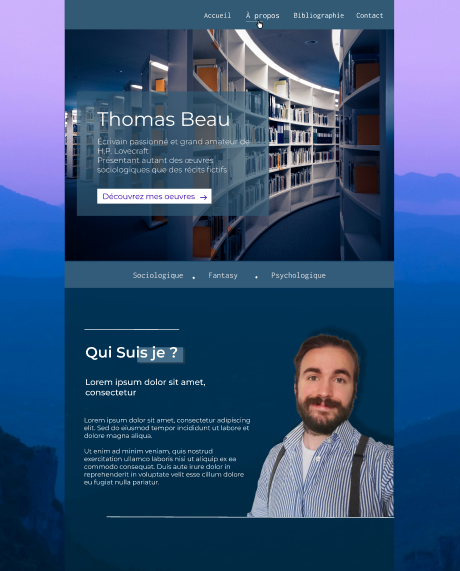 Accueil À propos Bibliographie Contact
Thomas Beau
Écrivain passionné et grand amateur de
H.P. Lovecraft
Présentant autant des œuvres
sociologiques que des récits fictifs
Découvrez mes oeuvres →
Sociologique • Fantasy • Psychologique
Qui Suis je ?
Lorem ipsum dolor sit amet,
consectetur
Lorem ipsum dolor sit amet, consectetur adipiscing
elit. Sed do eiusmod tempor incididunt ut labore et
dolore magna aliqua.
Ut enim ad minim veniam, quis nostrud
exercitation ullamco laboris nisi ut aliquip ex ea
commodo consequat. Duis aute irure dolor in
reprehenderit in voluptate velit esse cillum dolore
eu fugiat nulla pariatur.